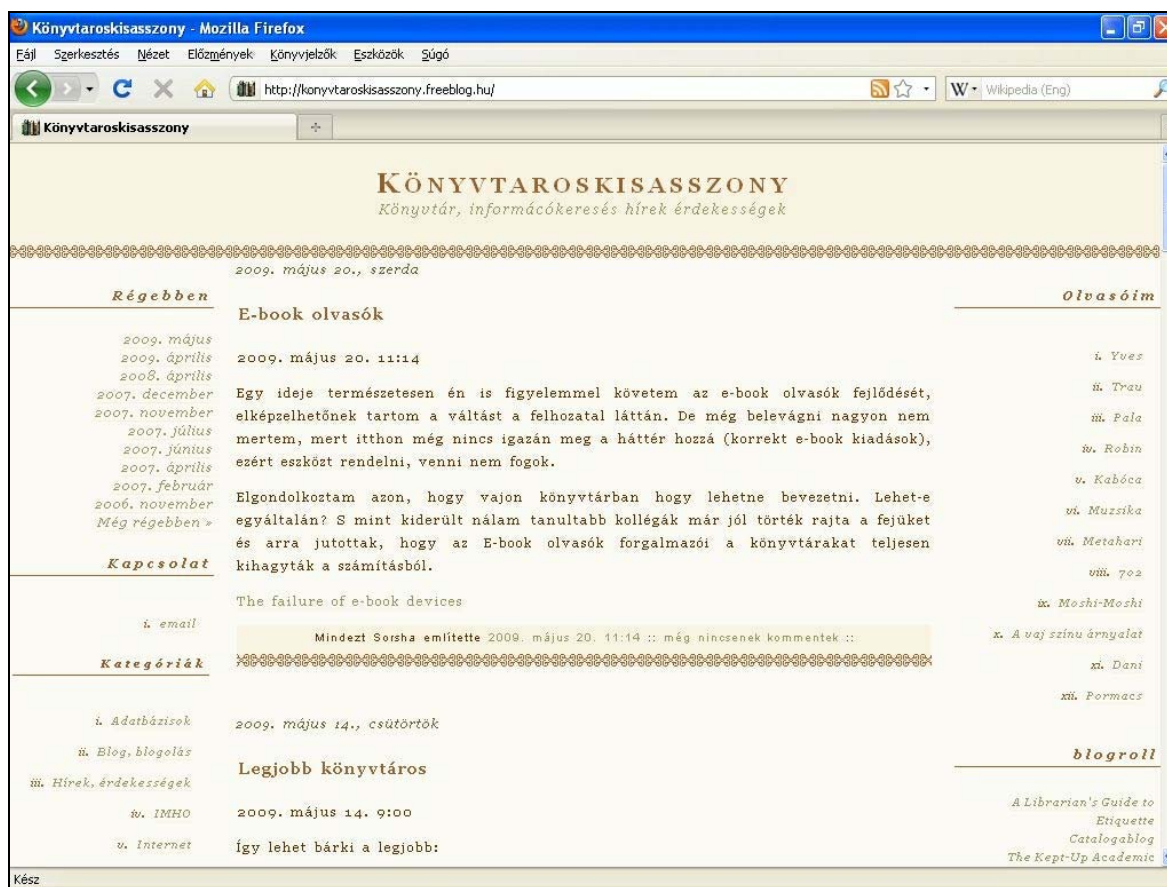 Könyvtaroskisasszony - Mozilla Firefox
Fájl Szerkesztés Nézet Előzmények Könyvjelzők Eszközök Súgó
http://konyvtaroskisasszony.freeblog.hu/
W Wikipedia (Eng)
Könyvtaroskisasszony
KÖNYVTAROSKISASSZONY
Könyvtár, információkeresés hírek érdekességek
Régebben
2009. május
2009. április
2008. április
2007. december
2007. november
2007. július
2007. június
2007. április
2007. február
2006. november
Még régebben »
Kapcsolat
i. email
Kategóriák
i. Adatbázisok
ii. Blog, blogolás
iii. Hírek, érdekességek
iv. IMHO
v. Internet
2009. május 20., szerda
E-book olvasók
2009. május 20. 11:14
Egy ideje természetesen én is figyelemmel követem az e-book olvasók fejlődését,
elképzelhetőnek tartom a váltást a felhozatal láttán. De még belevágni nagyon nem
mertem, mert itthon még nincs igazán meg a háttér hozzá (korrekt e-book kiadások),
ezért eszközt rendelni, venni nem fogok.
Elgondolkoztam azon, hogy vajon könyvtárban hogy lehetne bevezetni. Lehet-e
egyáltalán? S mint kiderült nálam tanultabb kollégák már jól törték rajta a fejüket
és arra jutottak, hogy az E-book olvasók forgalmazói a könyvtárakat teljesen
kihagyták a számításból.
The failure of e-book devices
Mindezt Sorsha említette 2009. május 20. 11:14 :: még nincsenek kommentek ::
2009. május 14., csütörtök
Legjobb könyvtáros
2009. május 14. 9:00
Így lehet bárki a legjobb:
Olvasóim
i. Yves
ii. Trau
iii. Pala
iv. Robin
v. Kabóca
vi. Muzsika
vii. Metahari
viii. 702
ix. Moshi-Moshi
x. A vaj színu árnyalat
xi. Dani
xii. Pormacs
blogroll
A Librarian's Guide to
Etiquette
Catalogablog
The Kept-Up Academic
Kész